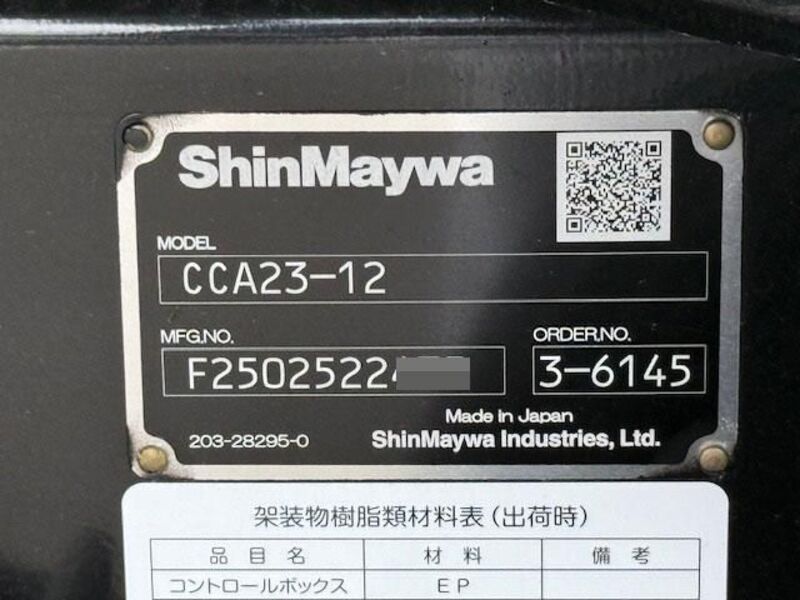 ShinMaywa
MODEL
CCA23-12
MFG.NO. ORDER.NO.
F25025224 3-6145
Made in Japan
203-28295-0 ShinMaywa Industries, Ltd.
架装物樹脂類材料表(出荷時)
品目名 材料 備考
コントロールボックス EP